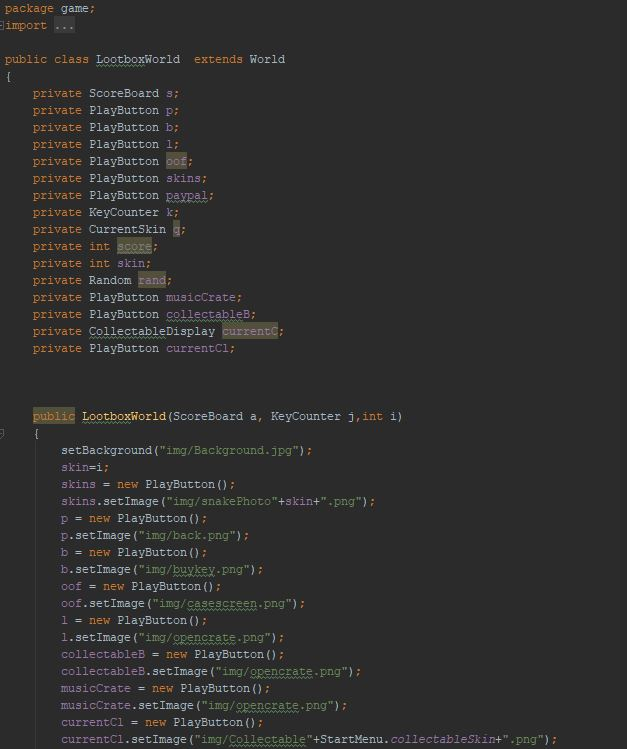 package game;
import ...
public class LootboxWorld  extends World
{
    private ScoreBoard s;
    private PlayButton p;
    private PlayButton b;
    private PlayButton l;
    private PlayButton oof;
    private PlayButton skins;
    private PlayButton paypal;
    private KeyCounter k;
    private CurrentSkin q;
    private int score;
    private int skin;
    private Random rand;
    private PlayButton musicCrate;
    private PlayButton collectableB;
    private CollectableDisplay currentC;
    private PlayButton currentCl;
    public LootboxWorld(ScoreBoard a, KeyCounter j,int i)
    {
        setBackground("img/Background.jpg");
        skin=i;
        skins = new PlayButton();
        skins.setImage("img/snakePhoto"+skin+".png");
        p = new PlayButton();
        p.setImage("img/back.png");
        b = new PlayButton();
        b.setImage("img/buykey.png");
        oof = new PlayButton();
        oof.setImage("img/casescreen.png");
        l = new PlayButton();
        l.setImage("img/opencrate.png");
        collectableB = new PlayButton();
        collectableB.setImage("img/opencrate.png");
        musicCrate = new PlayButton();
        musicCrate.setImage("img/opencrate.png");
        currentCl = new PlayButton();
        currentCl.setImage("img/Collectable"+StartMenu.collectableSkin+".png");